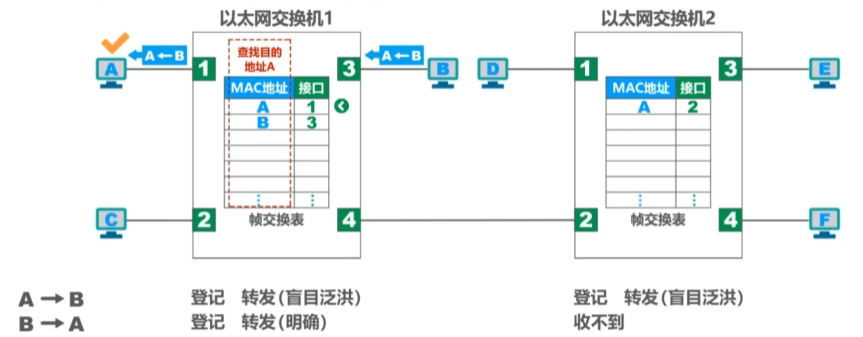 以太网交换机1
以太网交换机2
A←B
查找目的
地址A
A←B
A
1
3
B
D
1
3
E
MAC地址 接口
A 1
B 3
MAC地址 接口
A 2
C
2
帧交换表
4
2
帧交换表
4
F
A→B 登记 转发(盲目泛洪) 登记 转发(盲目泛洪)
B→A 登记 转发(明确) 收不到